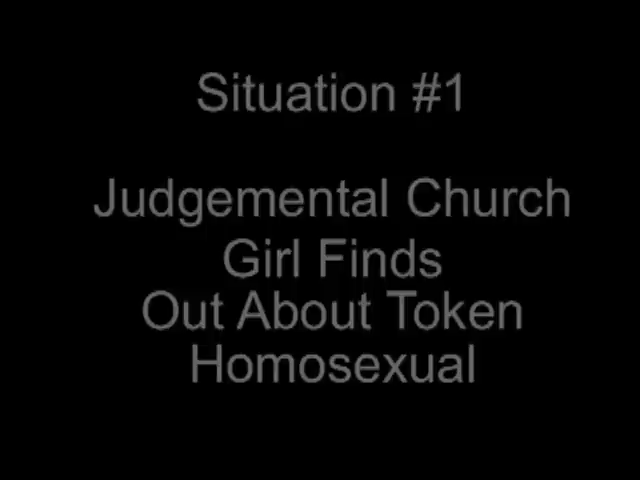 Situation #1
Judgemental Church
Girl Finds
Out About Token
Homosexual